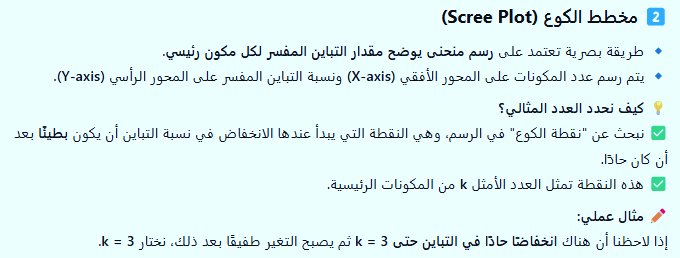 2 مخطط الكوع (Scree Plot)
🔹 طريقة بصرية تعتمد على رسم منحنى يوضح مقدار التباين المفسر لكل مكون رئيسي.
🔹 يتم رسم عدد المكونات على المحور الأفقي (X-axis) ونسبة التباين المفسر على المحور الرأسي (Y-axis).
💡 كيف نحدد العدد المثالي؟
✅ نبحث عن "نقطة الكوع" في الرسم، وهي النقطة التي يبدأ عندها الانخفاض في نسبة التباين أن يكون بطيئًا بعد
أن كان حادًا.
✅ هذه النقطة تمثل العدد الأمثل k من المكونات الرئيسية.
🖍 مثال عملي:
إذا لاحظنا أن هناك انخفاضًا حادًا في التباين حتى k = 3 ثم يصبح التغير طفيفًا بعد ذلك، نختار k = 3.